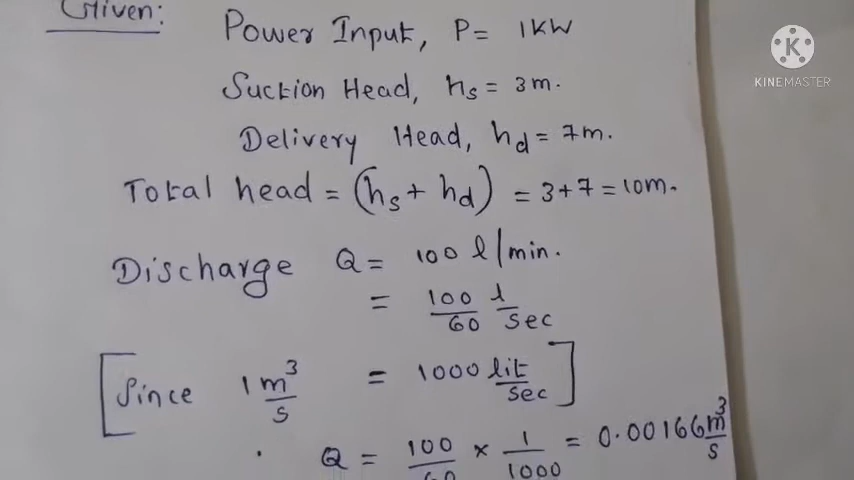 Given:
Power Input, P = 1KW
Suction Head, hs = 3m.
Delivery Head, hd = 7m.
Total head = (hs + hd) = 3+7 = 10m.
Discharge Q = 100 l/min.
= 100/60 l/sec
[Since 1 m³/s = 1000 lit/sec]
Q = 100/60 × 1/1000 = 0.00166 m³/s
K
KINEMASTER